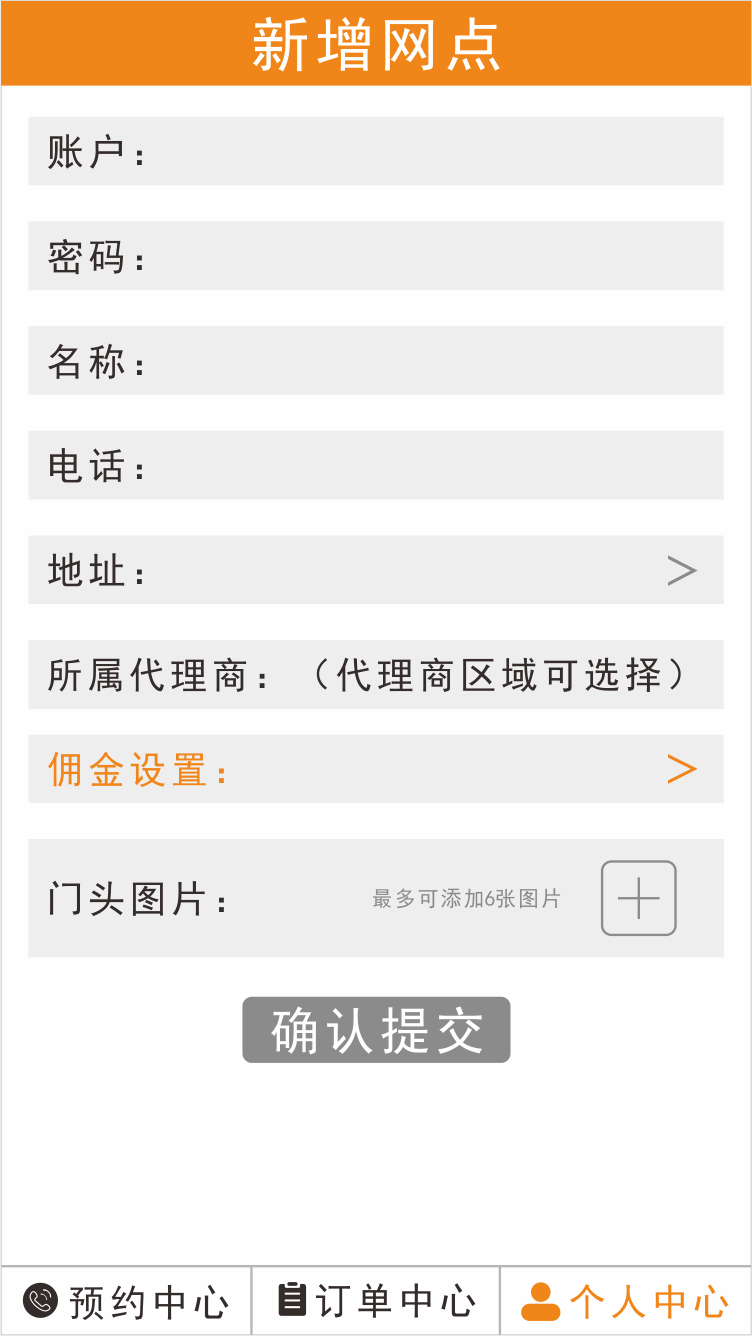 新增网点
账户：
密码：
名称：
电话：
地址： >
所属代理商：（代理商区域可选择）
佣金设置： >
门头图片： 最多可添加6张图片
确认提交
预约中心 订单中心 个人中心